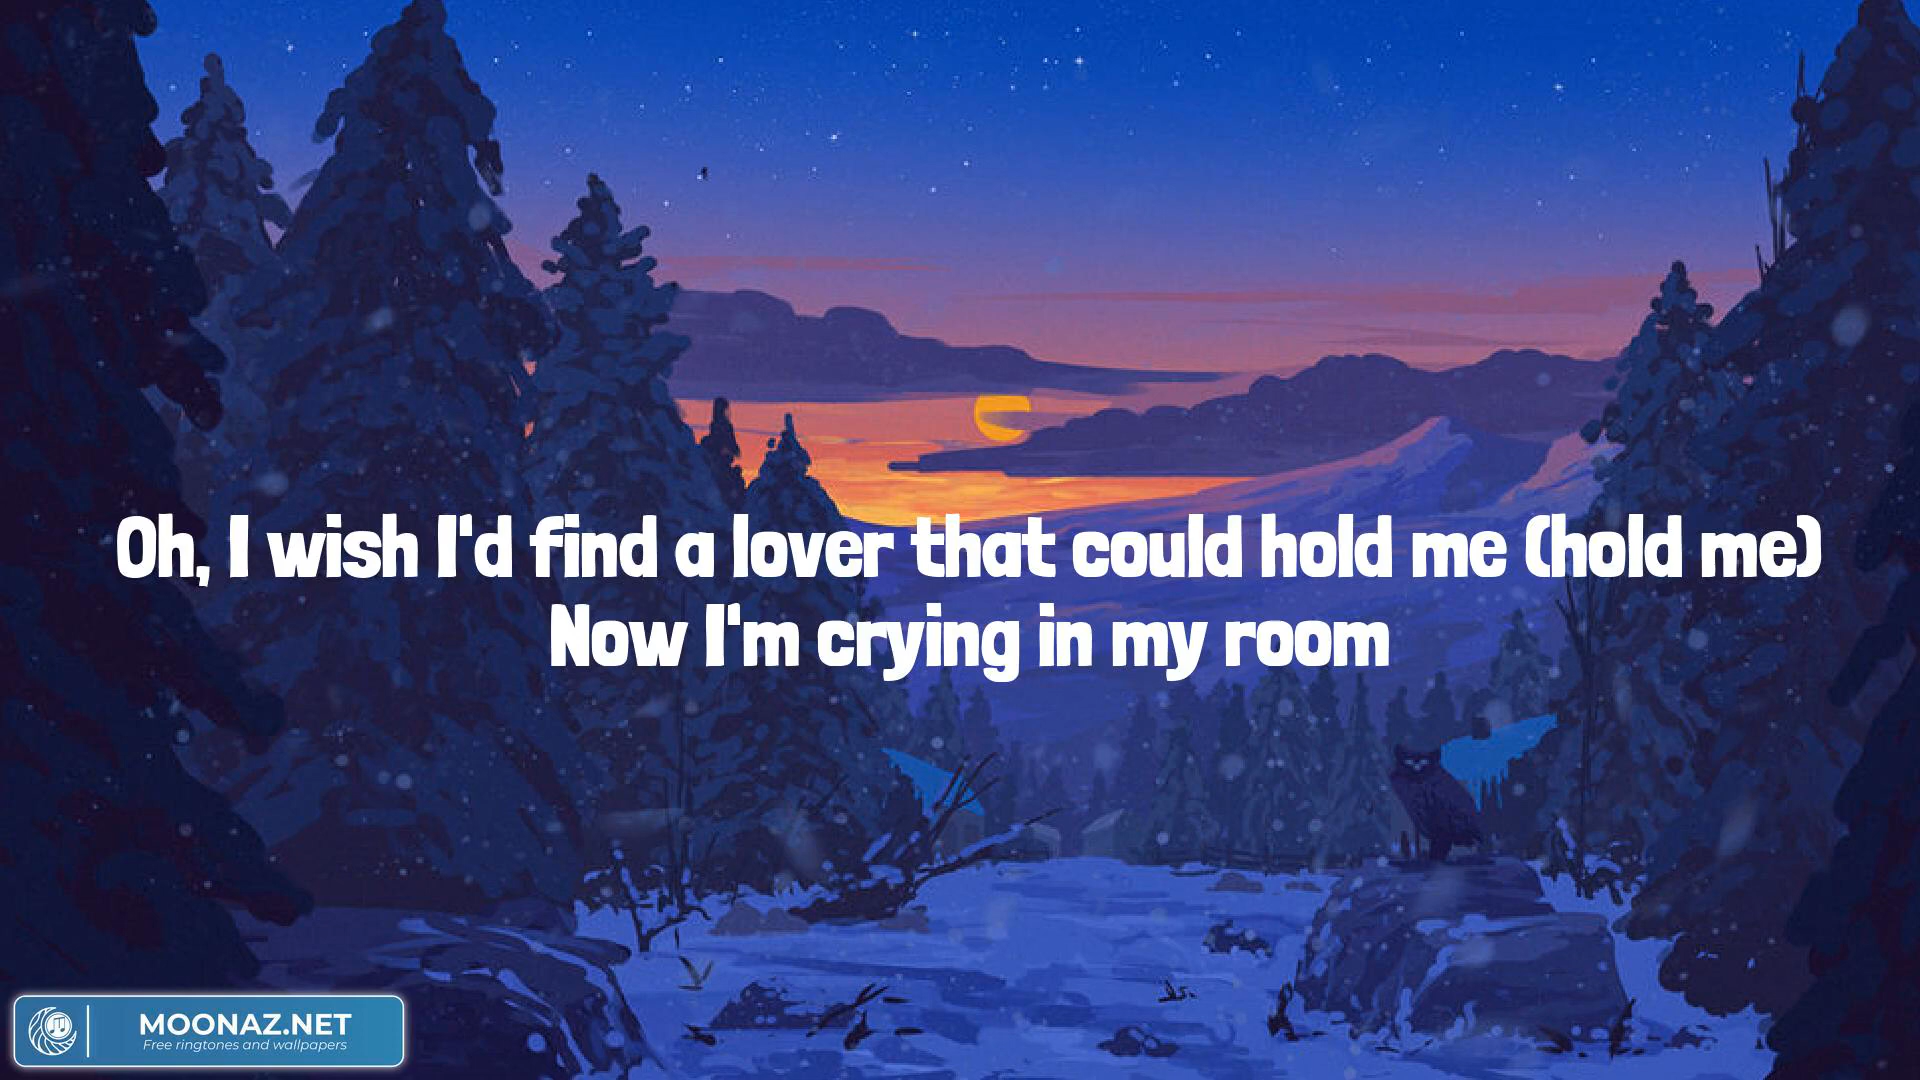 Oh, I wish I'd find a lover that could hold me (hold me)
Now I'm crying in my room
MOONAZ.NET
Free ringtones and wallpapers